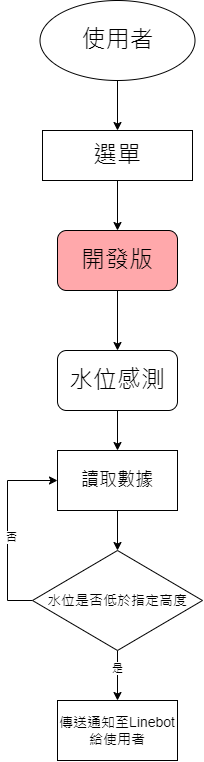 使用者
選單
開發版
水位感測
讀取數據
否
水位是否低於指定高度
是
傳送通知至Linebot
給使用者